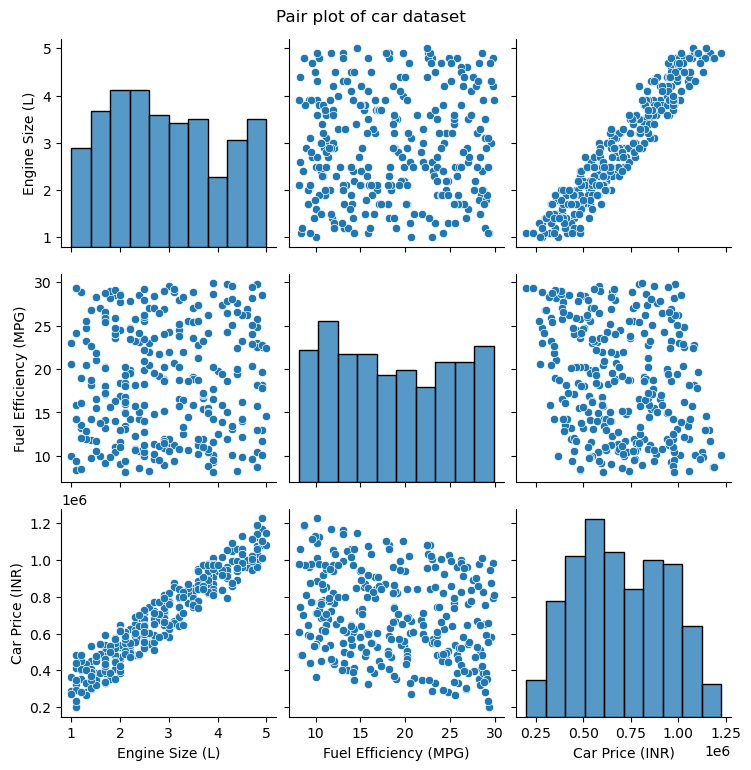 Pair plot of car dataset
Engine Size (L)
5
4
3
2
1
Fuel Efficiency (MPG)
30
25
20
15
10
1e6
Car Price (INR)
1.2
1.0
0.8
0.6
0.4
0.2
1 2 3 4 5
10 15 20 25 30
0.25 0.50 0.75 1.00 1.25
1e6
Engine Size (L)
Fuel Efficiency (MPG)
Car Price (INR)